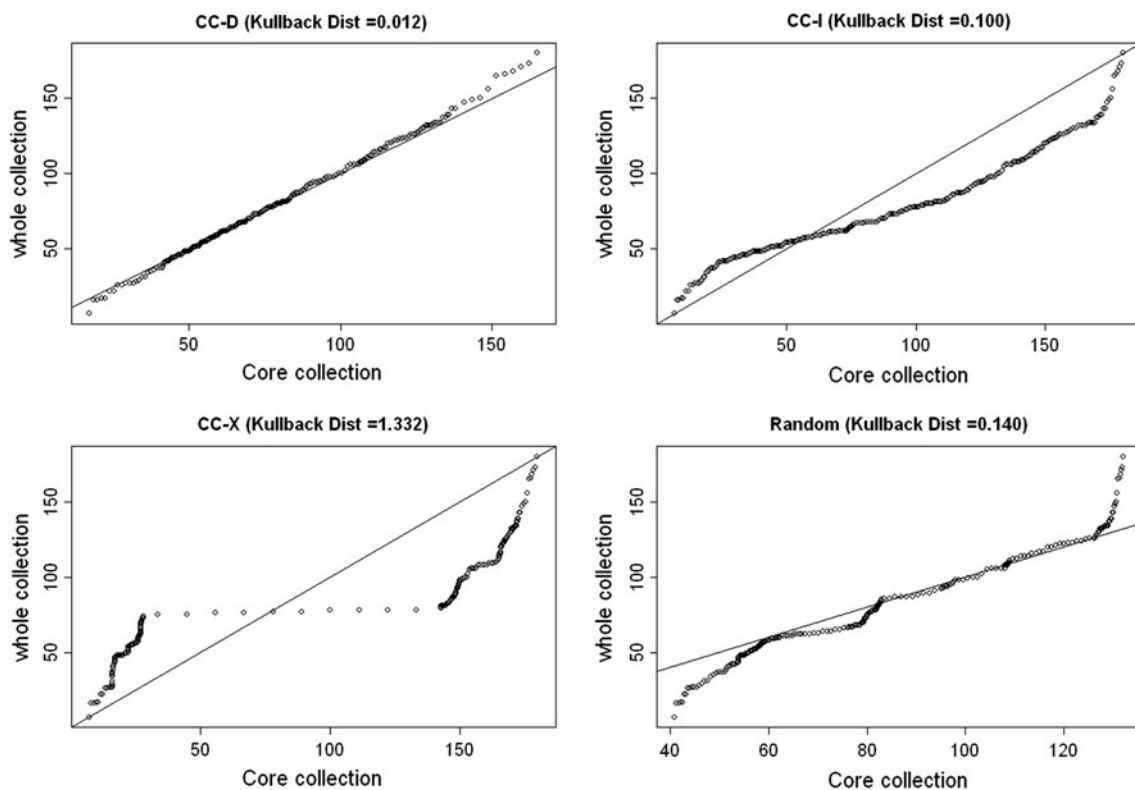 CC-D (Kullback Dist =0.012)
whole collection
50 100 150
50 100 150
Core collection
CC-I (Kullback Dist =0.100)
whole collection
50 100 150
50 100 150
Core collection
CC-X (Kullback Dist =1.332)
whole collection
50 100 150
50 100 150
Core collection
Random (Kullback Dist =0.140)
whole collection
50 100 150
40 60 80 100 120
Core collection